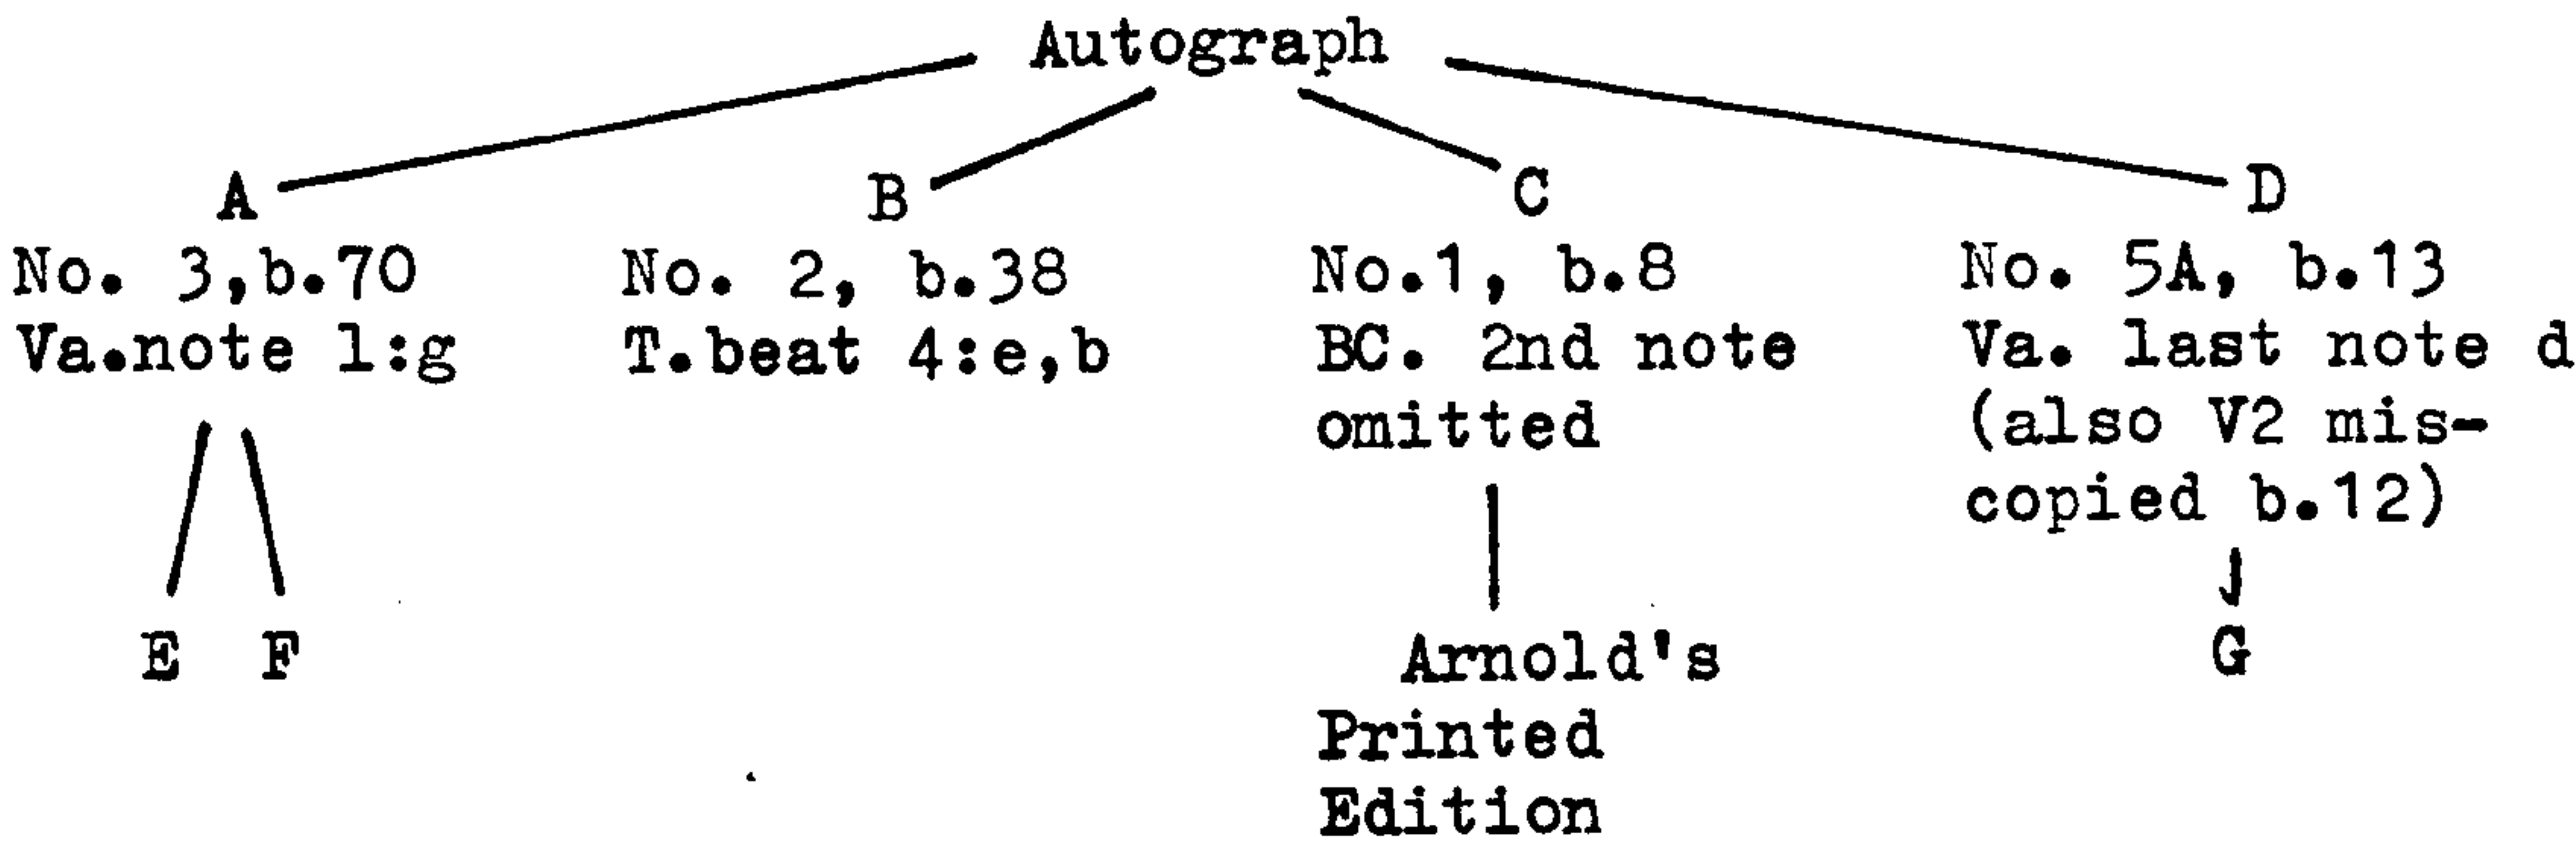 Autograph
A
No. 3,b.70
Va.note 1:g
E F
B
No. 2, b.38
T.beat 4:e,b
C
No.1, b.8
BC. 2nd note
omitted
Arnold's
Printed
Edition
D
No. 5A, b.13
Va. last note d
(also V2 mis-
copied b.12)
G